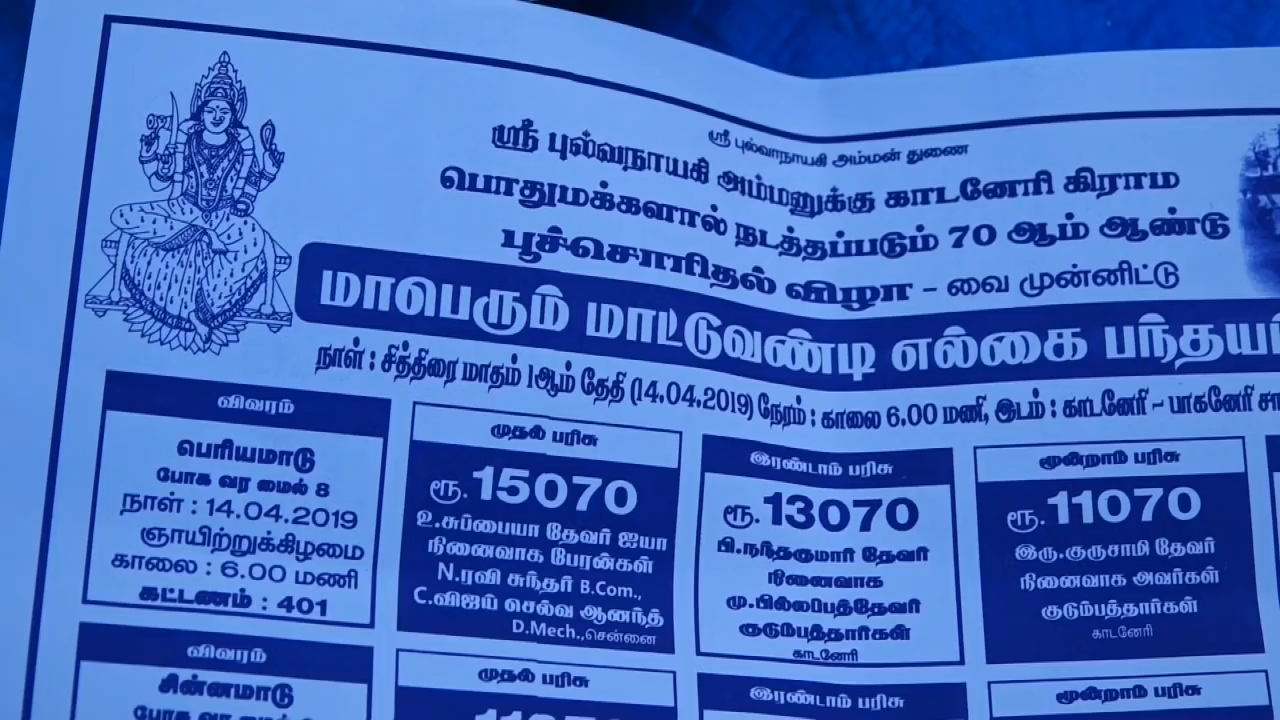 ஸ்ரீ புல்வாநாயகி அம்மன் துணை
ஸ்ரீ புல்வநாயகி அம்மனுக்கு காடனேரி கிராம
பொதுமக்களால் நடத்தப்படும் 70 ஆம் ஆண்டு
பூச்சொரிதல் விழா - வை முன்னிட்டு
மாபெரும் மாட்டுவண்டி எல்கை பந்தயம்
நாள் : சித்திரை மாதம் 1ஆம் தேதி (14.04.2019) நேரம் : காலை 6.00 மணி, இடம் : காடனேரி - பாகனேரி சா
விவரம்
பெரியமாடு
போக வர மைல் 8
நாள் : 14.04.2019
ஞாயிற்றுக்கிழமை
காலை : 6.00 மணி
கட்டணம் : 401
முதல் பரிசு
ரூ. 15070
உ.சுப்பையா தேவர் ஐயா
நினைவாக பேரன்கள்
N.ரவி சுந்தர் B.Com.,
C.விஜய் செல்வ ஆனந்த்
D.Mech.,சென்னை
இரண்டாம் பரிசு
ரூ. 13070
பி.நந்தகுமார் தேவர்
நினைவாக
மு.பில்லப்பத்தேவர்
குடும்பத்தார்கள்
காடனேரி
மூன்றாம் பரிசு
ரூ. 11070
இரு.குருசாமி தேவர்
நினைவாக அவர்கள்
குடும்பத்தார்கள்
காடனேரி
விவரம்
சின்னமாடு
போக வர மைல்
முதல் பரிசு
இரண்டாம் பரிசு
மூன்றாம் பரிசு